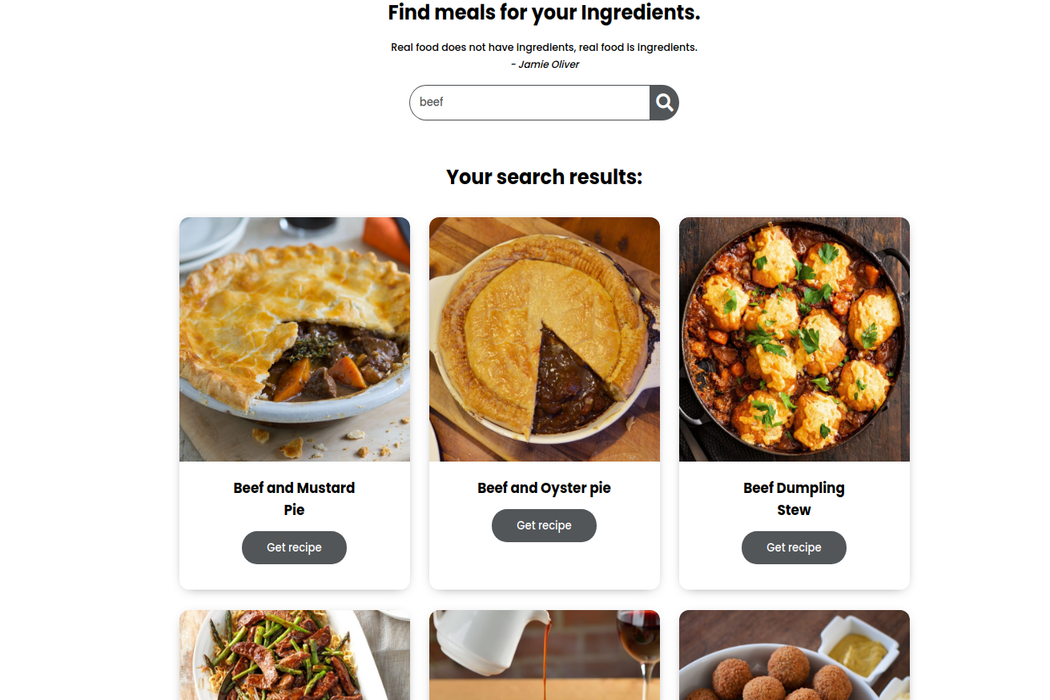 Find meals for your Ingredients.
Real food does not have ingredients, real food is ingredients.
- Jamie Oliver
beef
Your search results:
Beef and Mustard
Pie
Get recipe
Beef and Oyster pie
Get recipe
Beef Dumpling
Stew
Get recipe